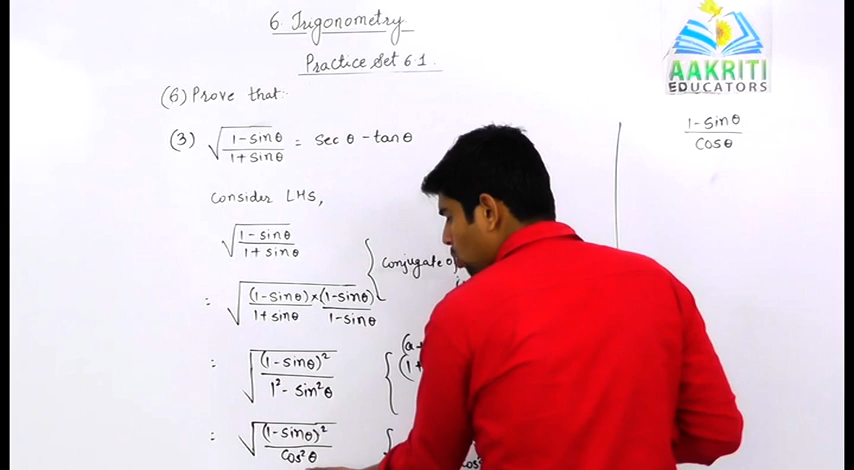 6. Trigonometry
Practice Set 6.1
AAKRITI
EDUCATORS
(6) Prove that:
(3) √((1-sinθ)/(1+sinθ)) = secθ - tanθ
Consider LHS,
√((1-sinθ)/(1+sinθ))
conjugate
= √((1-sinθ)/(1+sinθ) × (1-sinθ)/(1-sinθ))
= √((1-sinθ)²/(1²-sin²θ))
= √((1-sinθ)²/cos²θ)
(1-sinθ)/cosθ